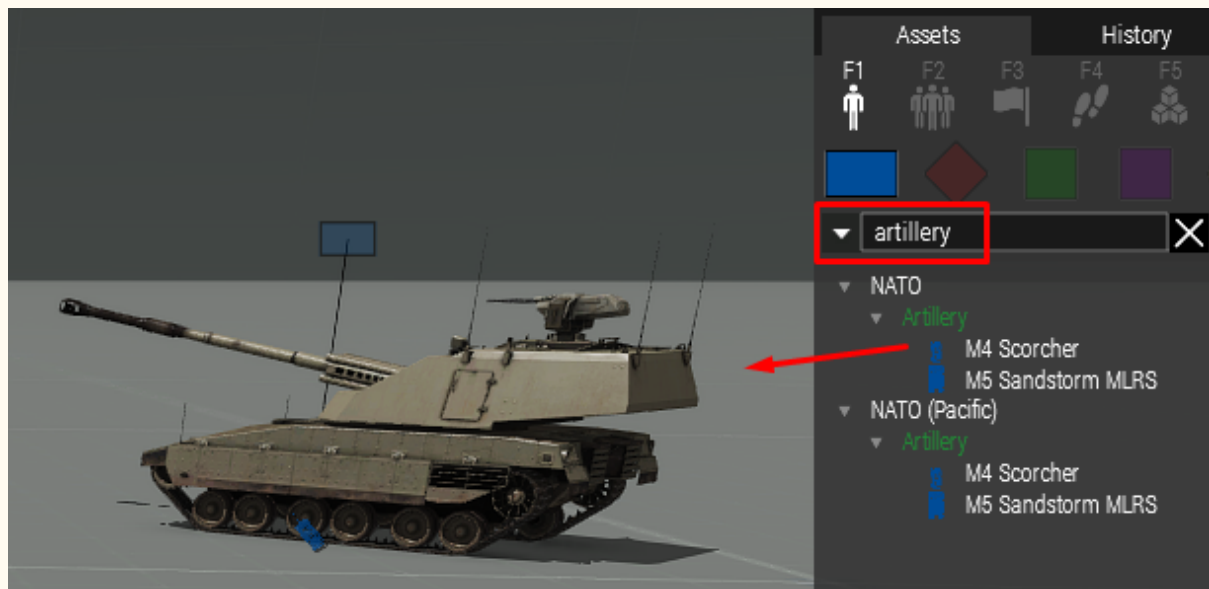 Assets History
F1 F2 F3 F4 F5
artillery
NATO
Artillery
M4 Scorcher
M5 Sandstorm MLRS
NATO (Pacific)
Artillery
M4 Scorcher
M5 Sandstorm MLRS